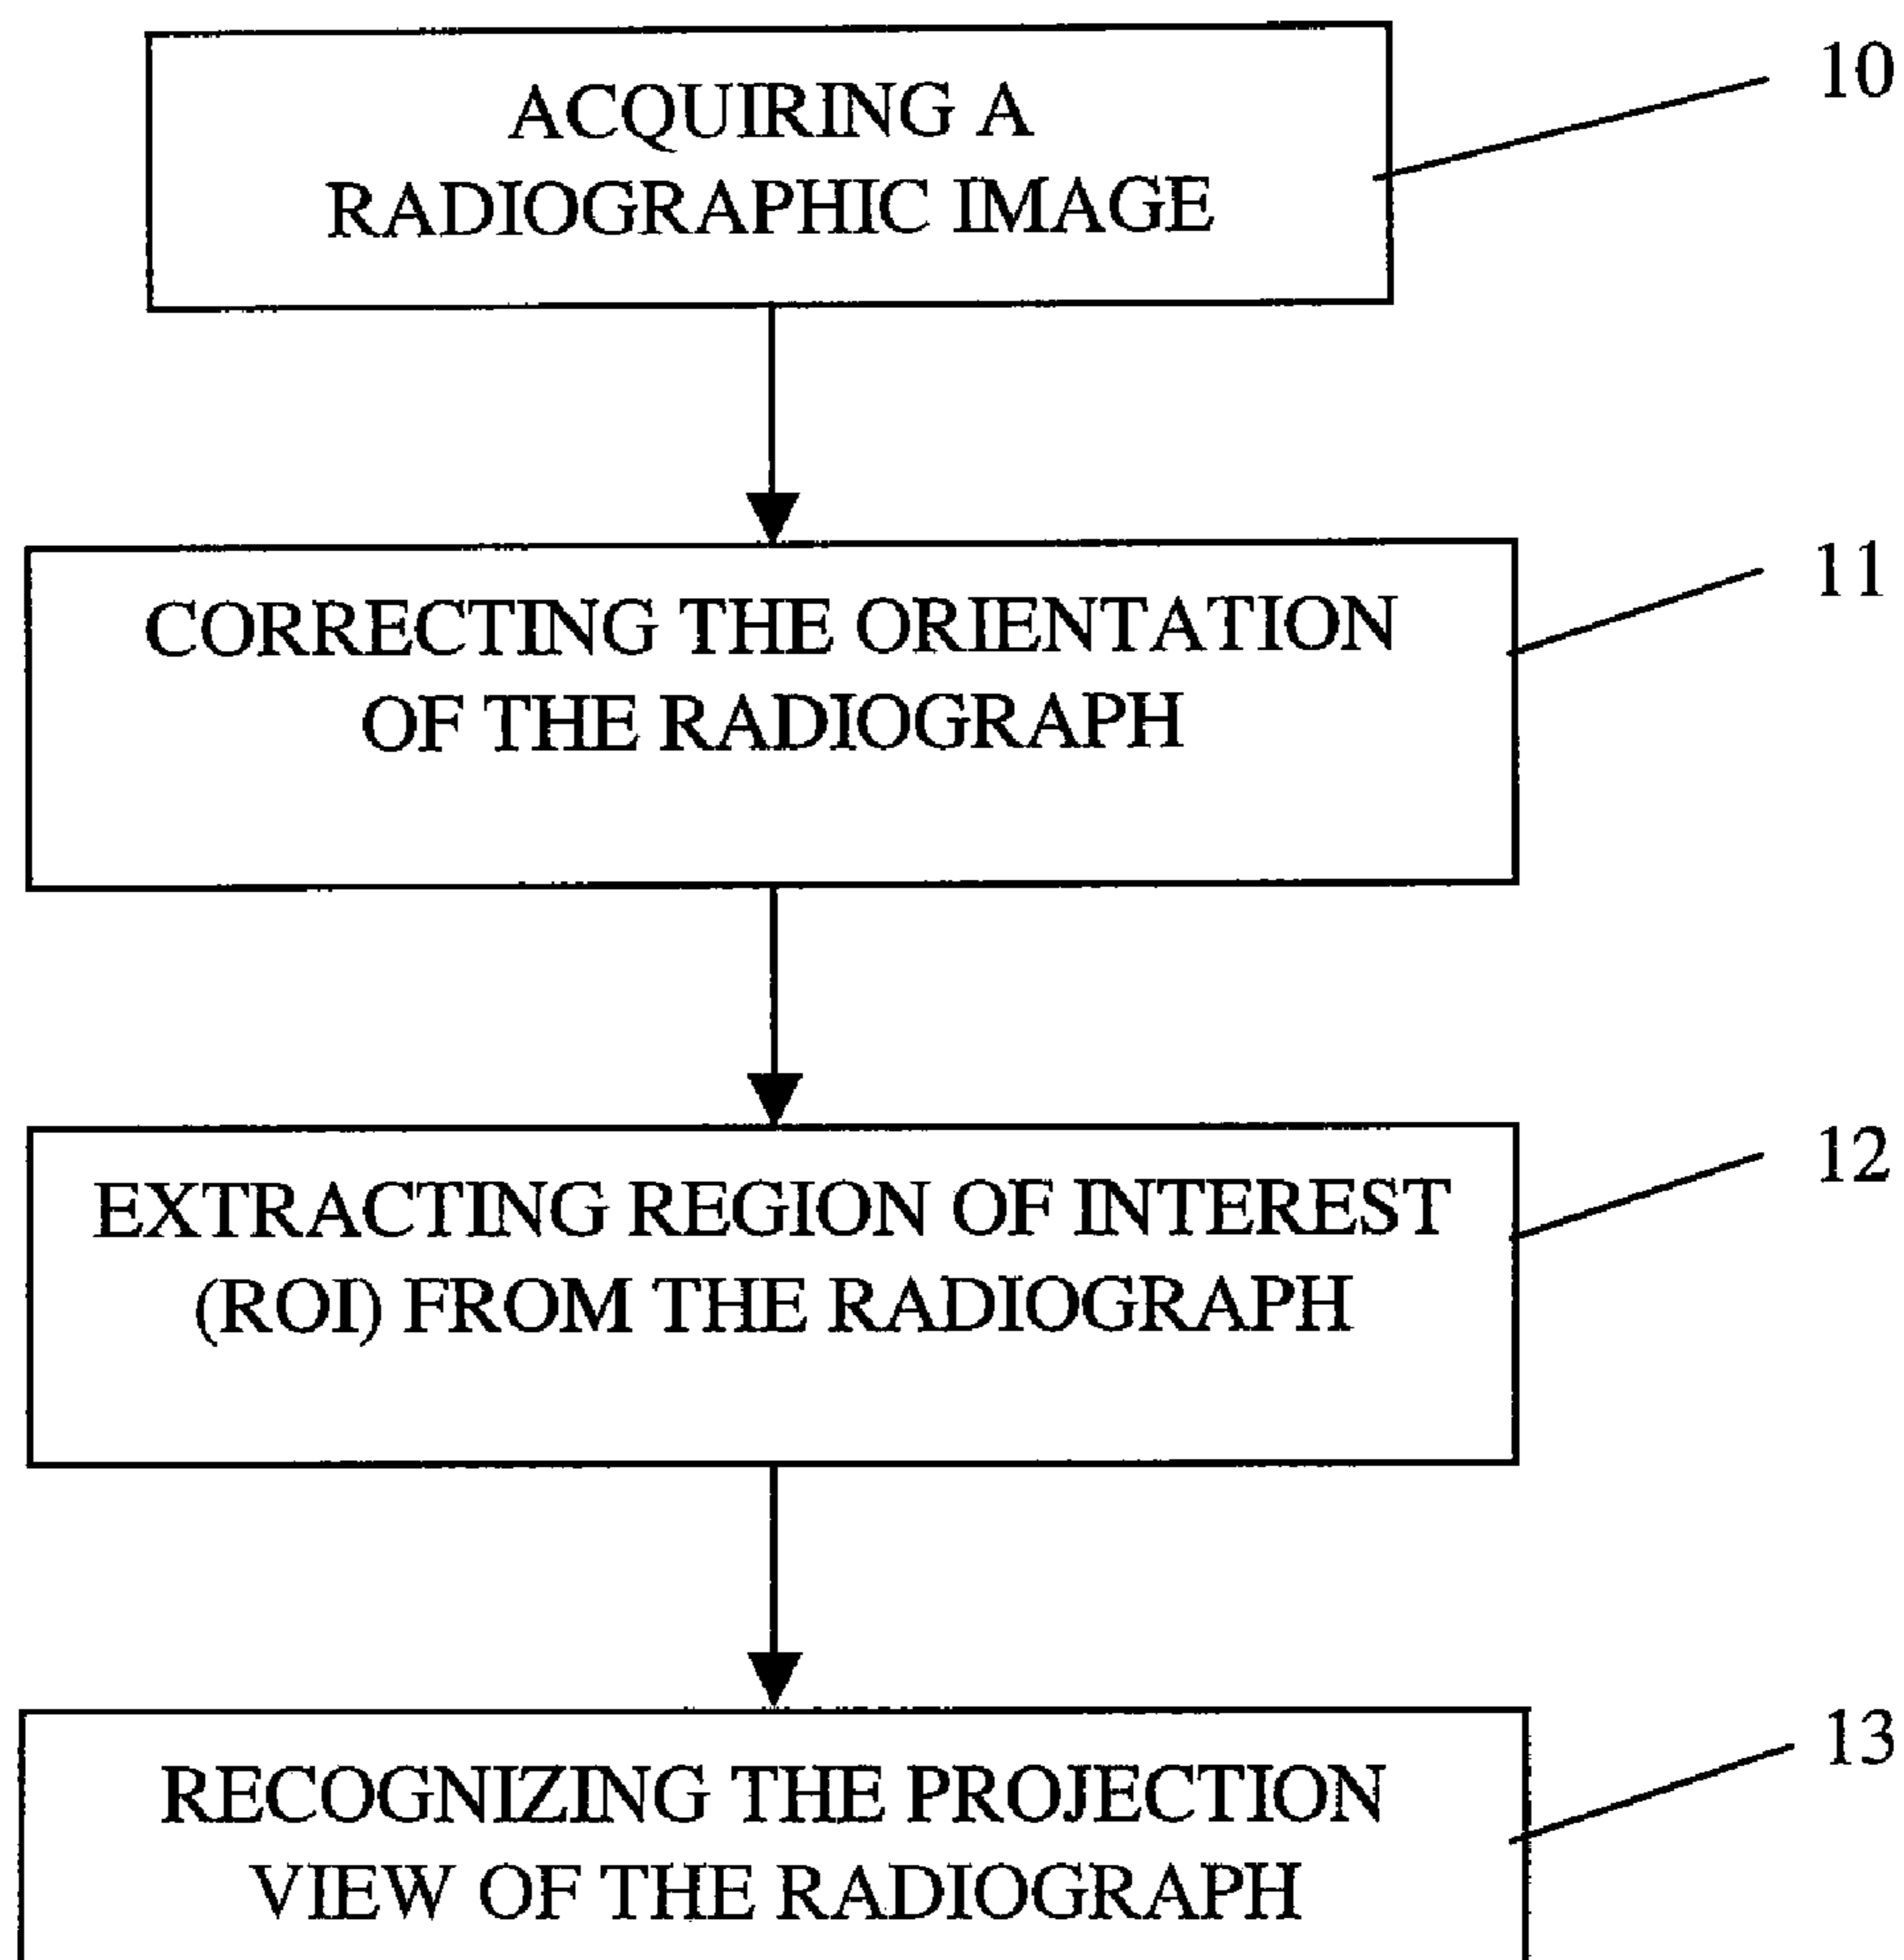 ACQUIRING A
RADIOGRAPHIC IMAGE
10
CORRECTING THE ORIENTATION
OF THE RADIOGRAPH
11
EXTRACTING REGION OF INTEREST
(ROI) FROM THE RADIOGRAPH
12
RECOGNIZING THE PROJECTION
VIEW OF THE RADIOGRAPH
13